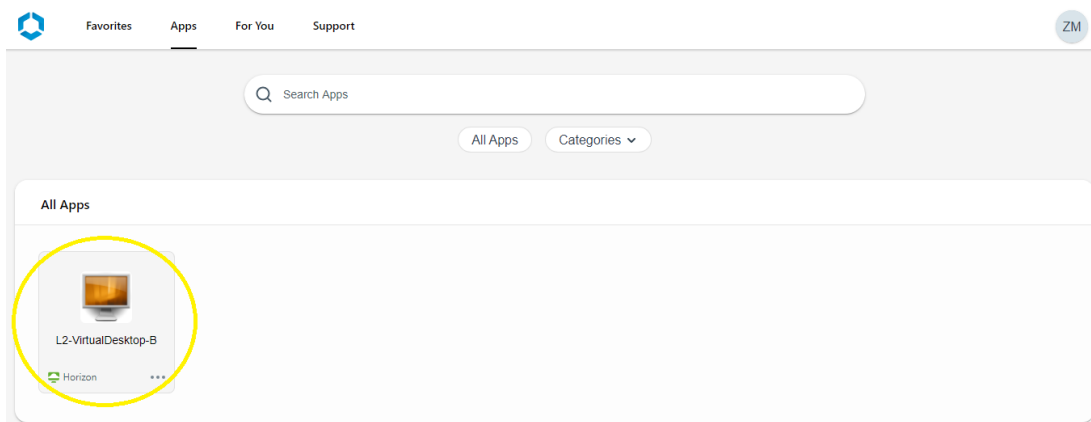 Favorites Apps For You Support ZM
Search Apps
All Apps Categories
All Apps
L2-VirtualDesktop-B
Horizon